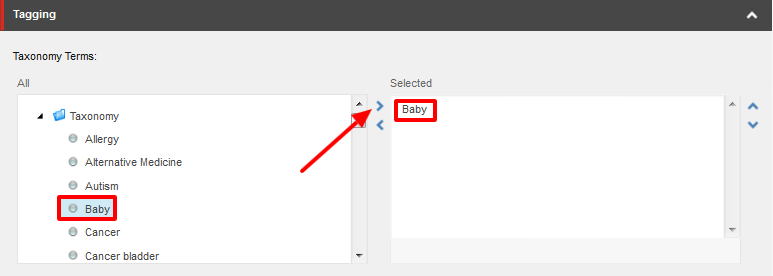 Tagging
Taxonomy Terms:
All
Taxonomy
Allergy
Alternative Medicine
Autism
Baby
Cancer
Cancer bladder
Selected
Baby